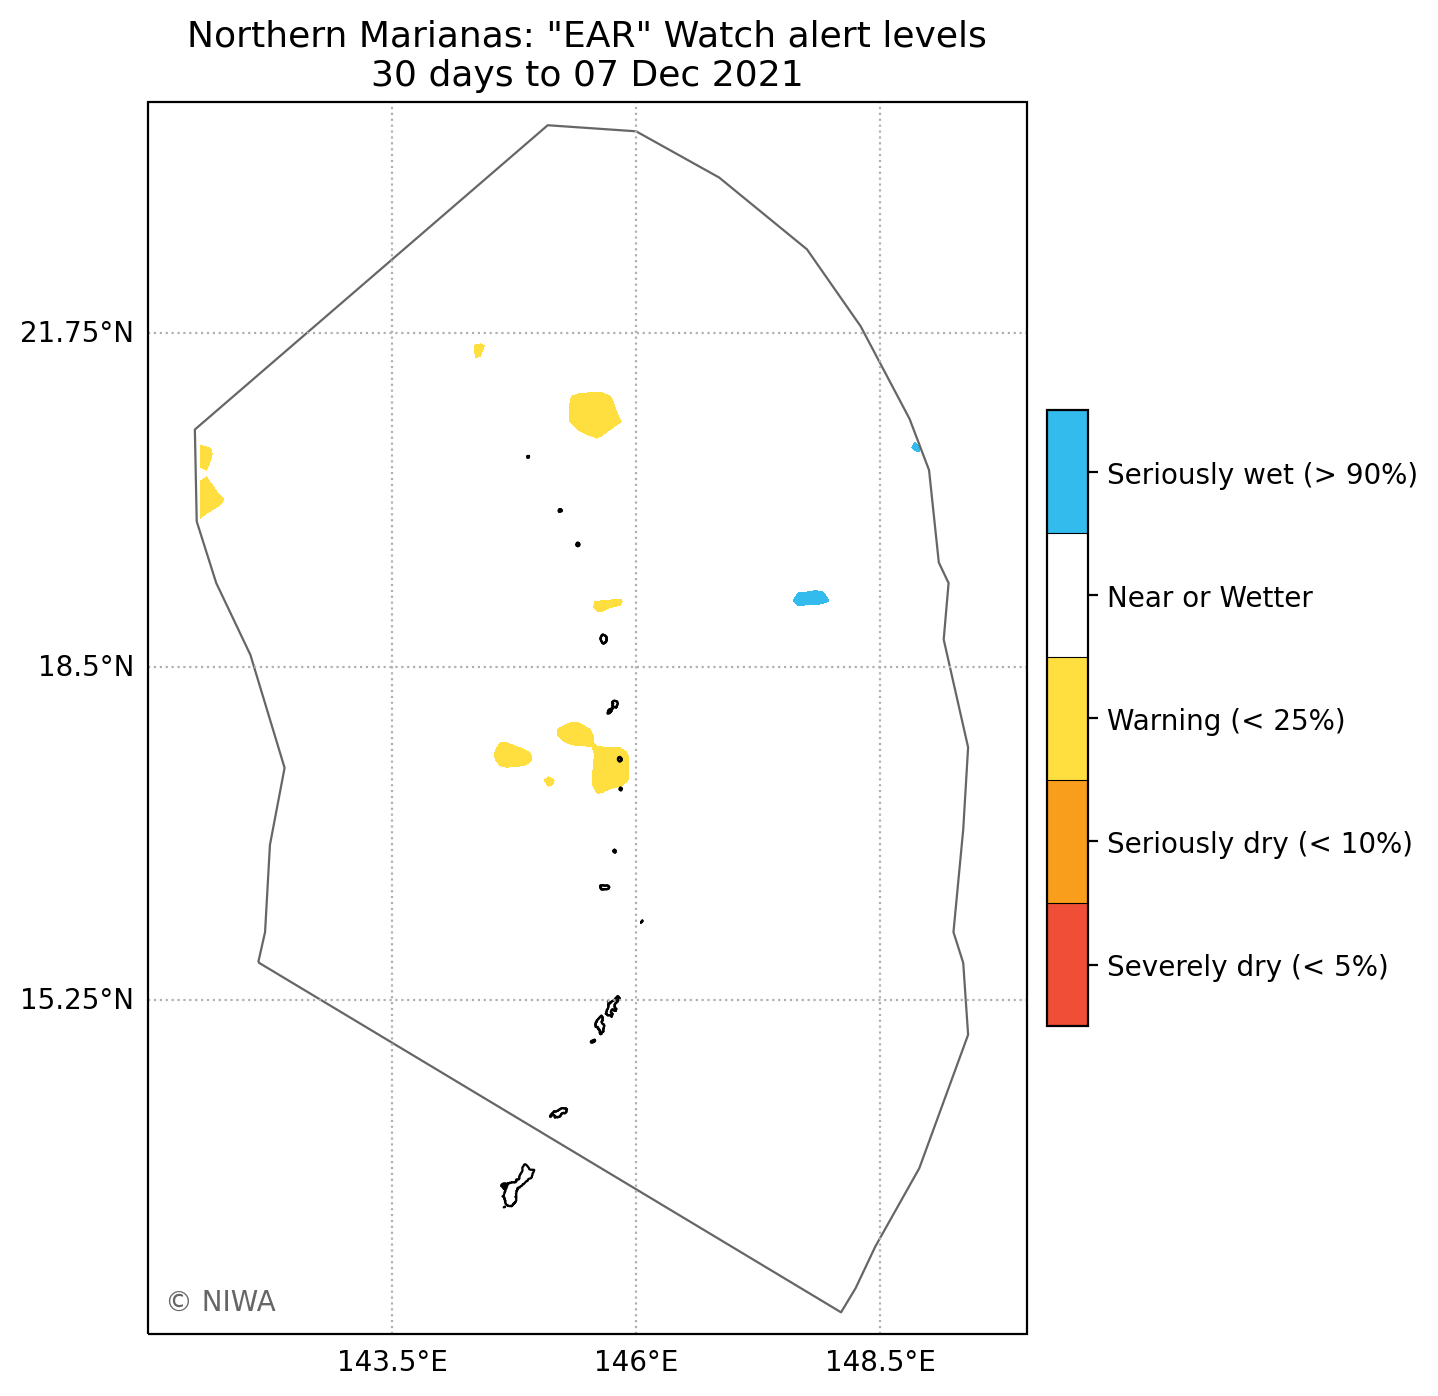 Northern Marianas: "EAR" Watch alert levels
30 days to 07 Dec 2021
21.75°N
18.5°N
15.25°N
143.5°E
146°E
148.5°E
© NIWA
Seriously wet (> 90%)
Near or Wetter
Warning (< 25%)
Seriously dry (< 10%)
Severely dry (< 5%)